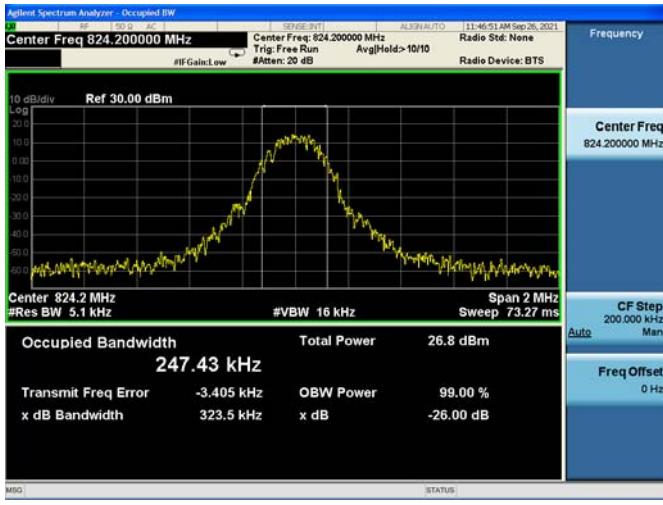 Agilent Spectrum Analyzer - Occupied BW
RF 50 Ω AC SENSE:INT ALIGN AUTO 11:46:51 AM Sep 26, 2021
Center Freq 824.200000 MHz
Center Freq: 824.200000 MHz
Radio Std: None
Trig: Free Run Avg|Hold:> 10/10
#IFGain:Low #Atten: 20 dB Radio Device: BTS
10 dB/div Ref 30.00 dBm
Log
20.0
10.0
0.00
-10.0
-20.0
-30.0
-40.0
-50.0
-60.0
Center 824.2 MHz Span 2 MHz
#Res BW 5.1 kHz #VBW 16 kHz Sweep 73.27 ms
Occupied Bandwidth Total Power 26.8 dBm
247.43 kHz
Transmit Freq Error -3.405 kHz OBW Power 99.00 %
x dB Bandwidth 323.5 kHz x dB -26.00 dB
Frequency
Center Freq
824.200000 MHz
CF Step
200.000 kHz
Auto Man
Freq Offset
0 Hz
MSG STATUS